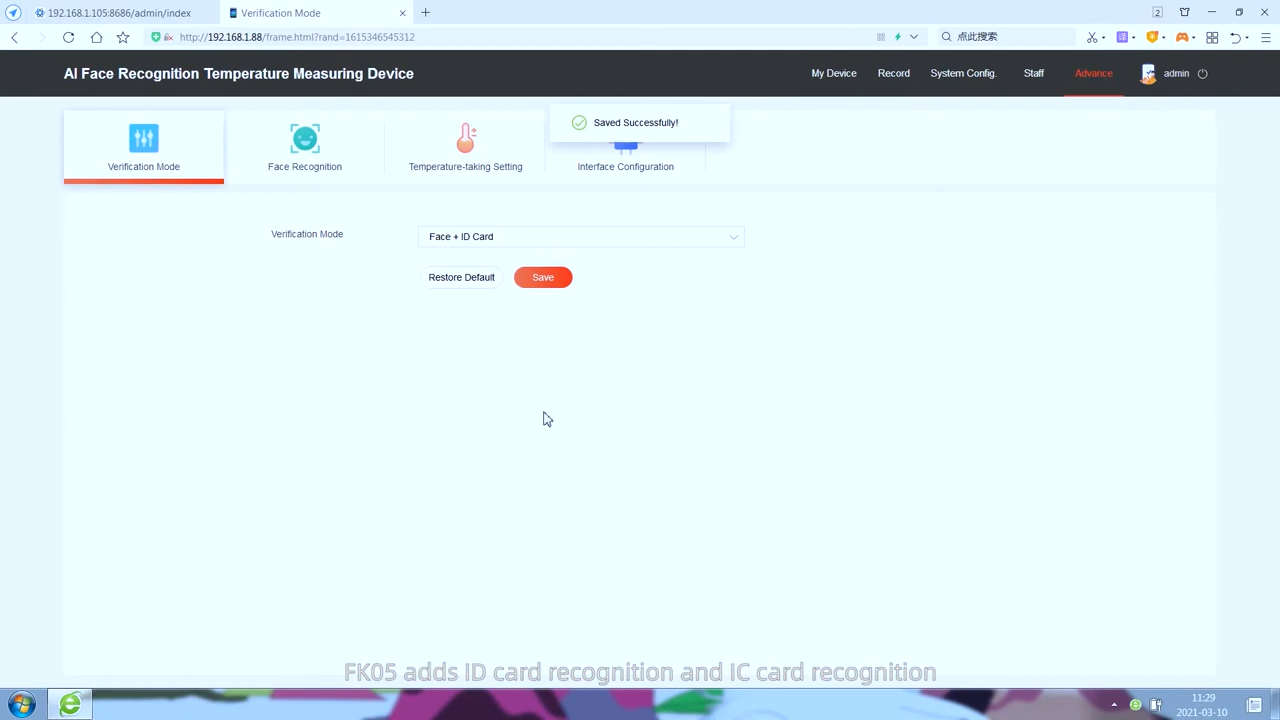 192.168.1.105:8686/admin/index
Verification Mode
2
http://192.168.1.88/frame.html?rand=1615346545312
点此搜索
译
AI Face Recognition Temperature Measuring Device
My Device
Record
System Config.
Staff
Advance
admin
Saved Successfully!
Verification Mode
Face Recognition
Temperature-taking Setting
Interface Configuration
Verification Mode
Face + ID Card
Restore Default
Save
FK05 adds ID card recognition and IC card recognition
11:29
2021-03-10